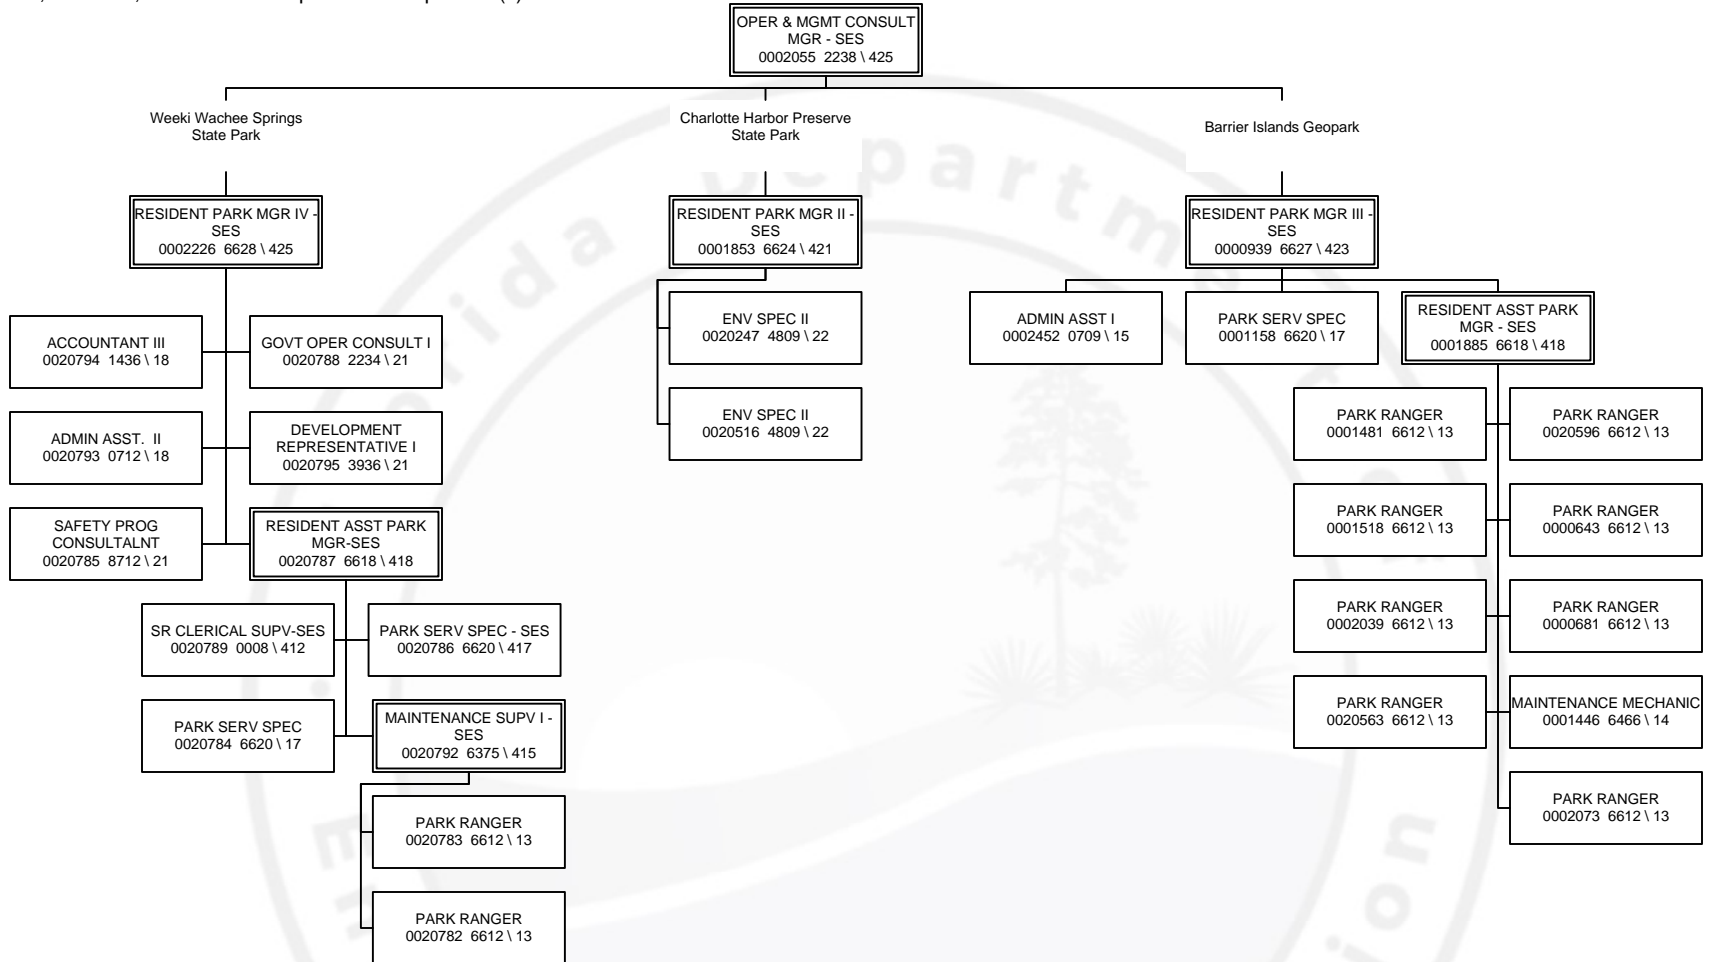 OPER & MGMT CONSULT
MGR - SES
0002055 2238 \ 425
Weeki Wachee Springs
State Park
Charlotte Harbor Preserve
State Park
Barrier Islands Geopark
RESIDENT PARK MGR IV -
SES
0002226 6628 \ 425
RESIDENT PARK MGR II -
SES
0001853 6624 \ 421
RESIDENT PARK MGR III -
SES
0000939 6627 \ 423
ACCOUNTANT III
0020794 1436 \ 18
GOVT OPER CONSULT I
0020788 2234 \ 21
ADMIN ASST. II
0020793 0712 \ 18
DEVELOPMENT
REPRESENTATIVE I
0020795 3936 \ 21
SAFETY PROG
CONSULTALNT
0020785 8712 \ 21
RESIDENT ASST PARK
MGR-SES
0020787 6618 \ 418
SR CLERICAL SUPV-SES
0020789 0008 \ 412
PARK SERV SPEC - SES
0020786 6620 \ 417
PARK SERV SPEC
0020784 6620 \ 17
MAINTENANCE SUPV I -
SES
0020792 6375 \ 415
PARK RANGER
0020783 6612 \ 13
PARK RANGER
0020782 6612 \ 13
ENV SPEC II
0020247 4809 \ 22
ENV SPEC II
0020516 4809 \ 22
ADMIN ASST I
0002452 0709 \ 15
PARK SERV SPEC
0001158 6620 \ 17
RESIDENT ASST PARK
MGR - SES
0001885 6618 \ 418
PARK RANGER
0001481 6612 \ 13
PARK RANGER
0020596 6612 \ 13
PARK RANGER
0001518 6612 \ 13
PARK RANGER
0000643 6612 \ 13
PARK RANGER
0002039 6612 \ 13
PARK RANGER
0000681 6612 \ 13
PARK RANGER
0020563 6612 \ 13
MAINTENANCE MECHANIC
0001446 6466 \ 14
PARK RANGER
0002073 6612 \ 13